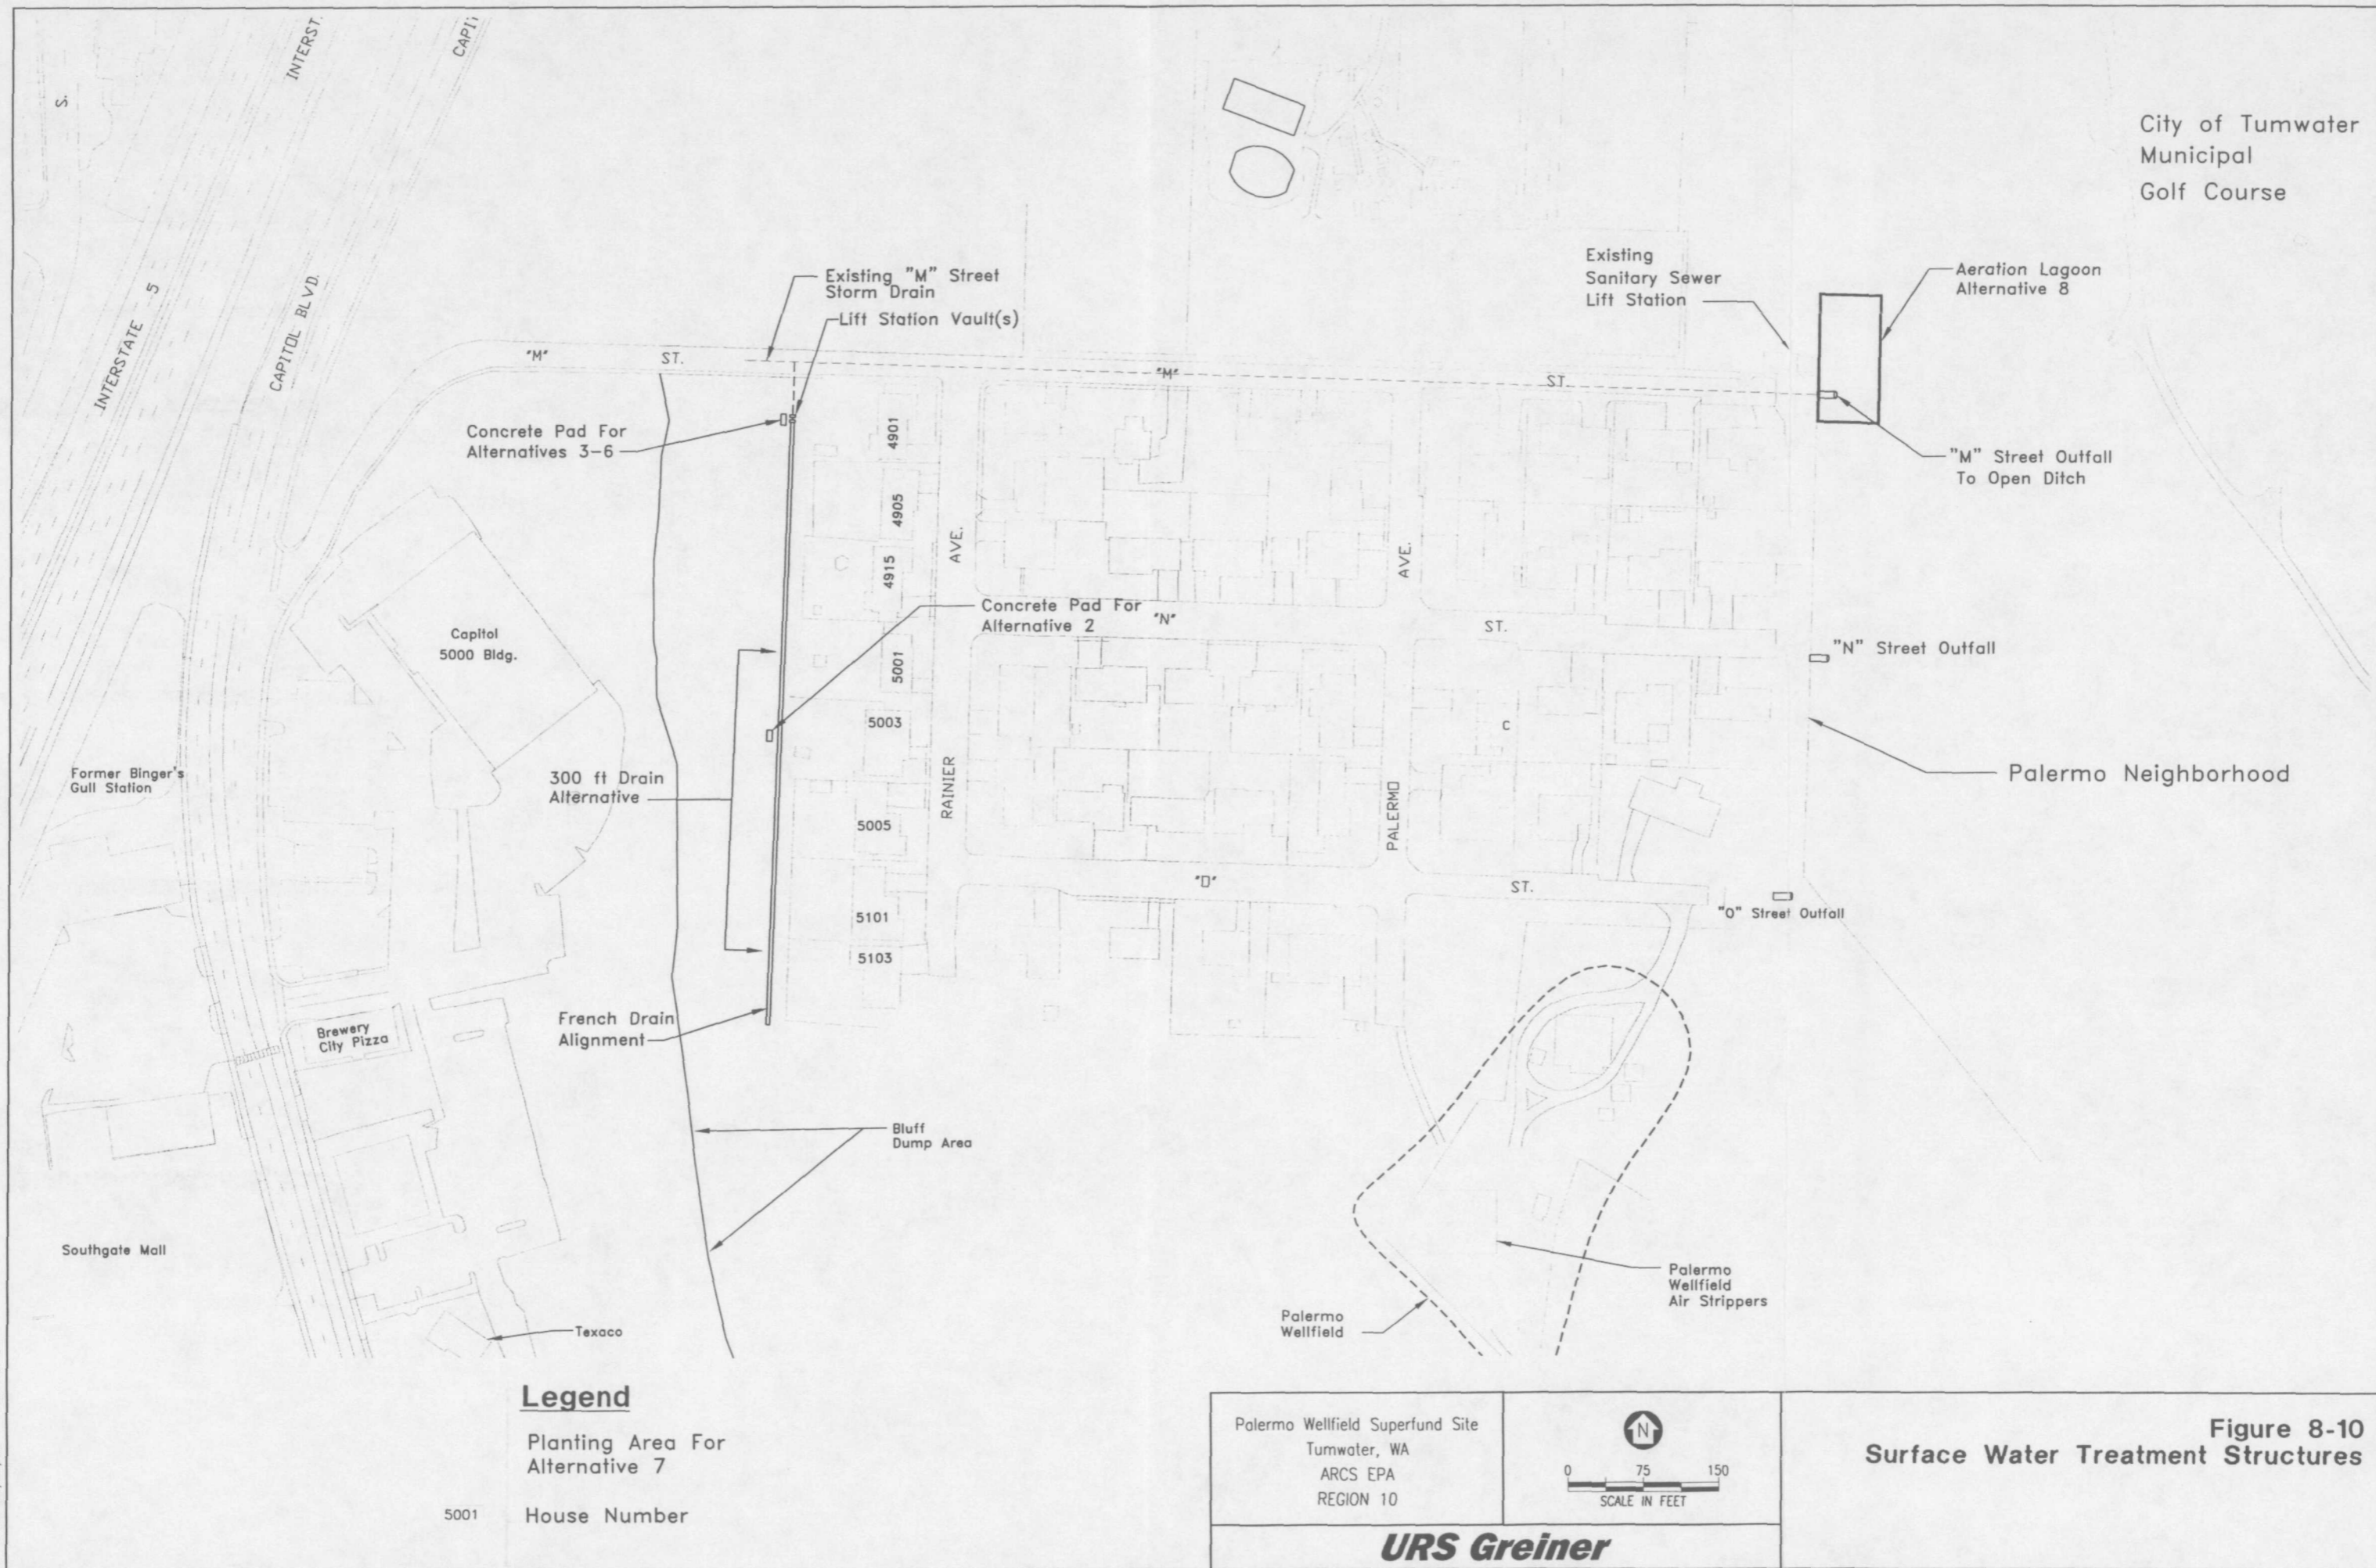 S.
INTERST.
CAPI
City of Tumwater
Municipal
Golf Course
INTERSTATE 5
CAPITOL BLVD.
Existing "M" Street
Storm Drain
Lift Station Vault(s)
Existing
Sanitary Sewer
Lift Station
Aeration Lagoon
Alternative 8
"M"
ST.
"M"
ST.
Concrete Pad For
Alternatives 3-6
"M" Street Outfall
To Open Ditch
4901
4905
4915
AVE.
AVE.
Concrete Pad For
Alternative 2
"N"
ST.
"N" Street Outfall
Capitol
5000 Bldg.
5001
5003
C
Former Binger's
Gull Station
300 ft Drain
Alternative
RAINIER
PALERMO
Palermo Neighborhood
5005
"O"
ST.
"O" Street Outfall
5101
5103
French Drain
Alignment
Brewery
City Pizza
Bluff
Dump Area
Southgate Mall
Palermo
Wellfield
Air Strippers
Palermo
Wellfield
Texaco
Legend
Planting Area For
Alternative 7
5001 House Number
Palermo Wellfield Superfund Site
Tumwater, WA
ARCS EPA
REGION 10
N
0 75 150
SCALE IN FEET
URS Greiner
Figure 8-10
Surface Water Treatment Structures